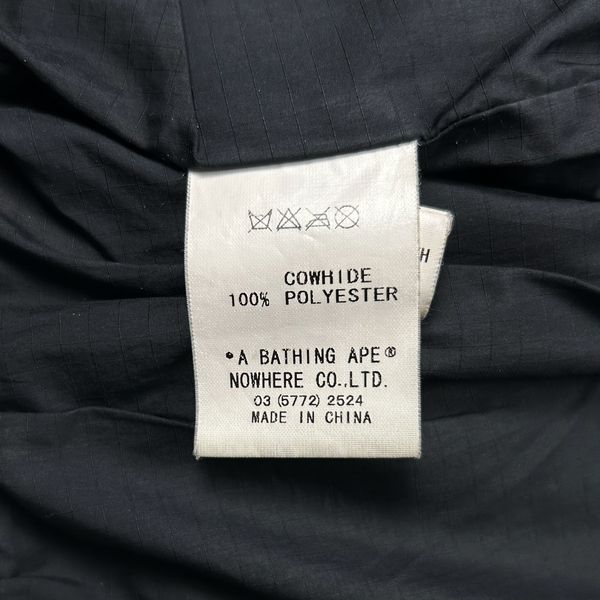 COWHIDE
100% POLYESTER
•A BATHING APE®
NOWHERE CO.,LTD.
03 (5772) 2524
MADE IN CHINA
H